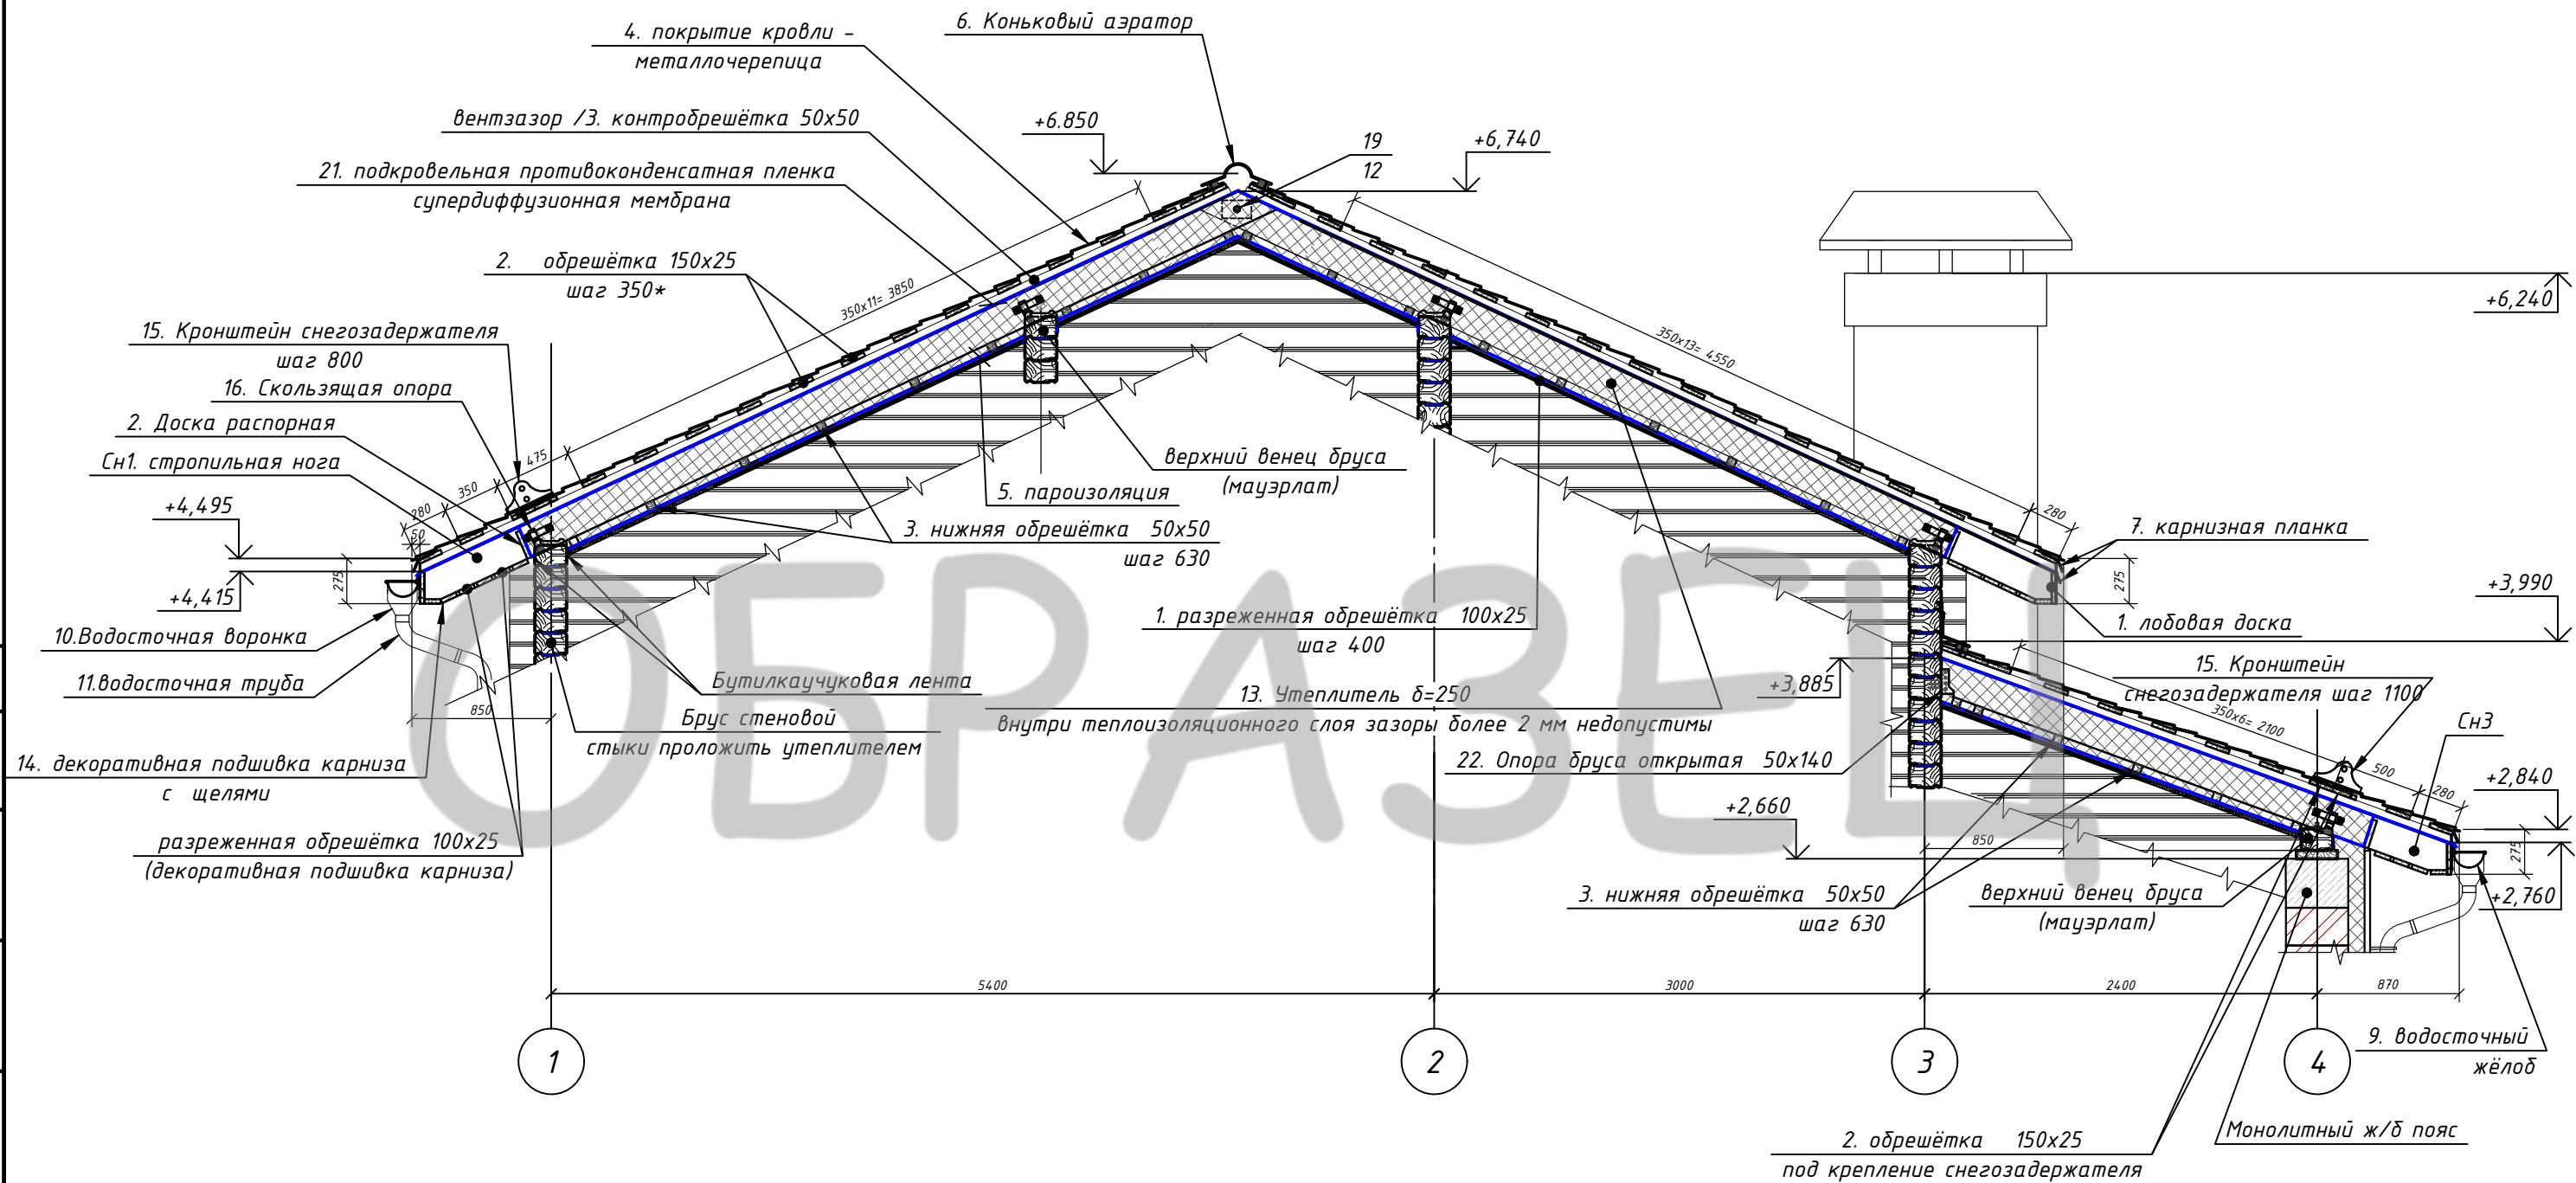 6. Коньковый аэратор
4. покрытие кровли -
металлочерепица
вентзазор /3. контробрешётка 50х50
+6.850
19
12
+6,740
21. подкровельная противоконденсатная пленка
супердиффузионная мембрана
2. обрешётка 150х25
шаг 350*
350х11= 3850
+6,240
15. Кронштейн снегозадержателя
шаг 800
350х13= 4550
16. Скользящая опора
2. Доска распорная
Сн1. стропильная нога
475
350
280
50
верхний венец бруса
(мауэрлат)
5. пароизоляция
+4,495
3. нижняя обрешётка 50х50
шаг 630
280
7. карнизная планка
275
275
+4,415
+3,990
10.Водосточная воронка
1. разреженная обрешётка 100х25
шаг 400
1. лобовая доска
11.водосточная труба
850
Бутилкаучуковая лента
13. Утеплитель δ=250
внутри теплоизоляционного слоя зазоры более 2 мм недопустимы
+3,885
15. Кронштейн
снегозадержателя шаг 1100
Брус стеновой
стыки проложить утеплителем
350х6= 2100
Сн3
ОБРАЗЕЦ
14. декоративная подшивка карниза
с щелями
22. Опора бруса открытая 50х140
500
280
+2,840
+2,660
разреженная обрешётка 100х25
(декоративная подшивка карниза)
850
275
3. нижняя обрешётка 50х50
шаг 630
верхний венец бруса
(мауэрлат)
+2,760
5400
3000
2400
870
1
2
3
4
9. водосточный
жёлоб
2. обрешётка 150х25
под крепление снегозадержателя
Монолитный ж/б пояс